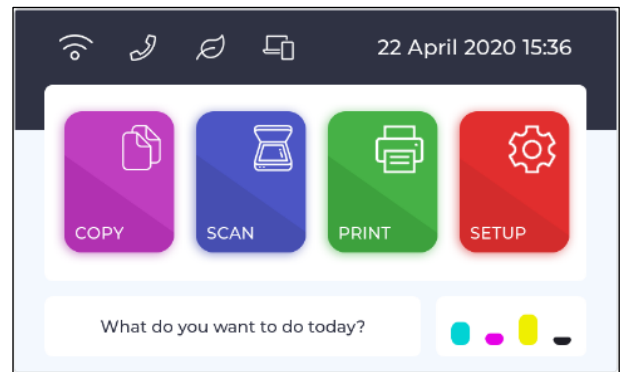 22 April 2020 15:36
COPY SCAN PRINT SETUP
What do you want to do today?